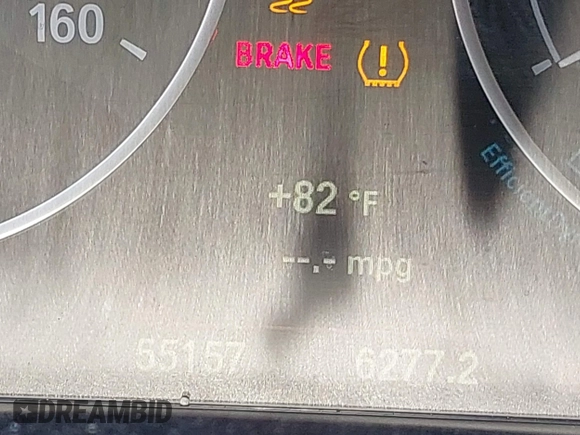 160
BRAKE
+82 °F
--.- mpg
55157 6277.2
DREAMBID